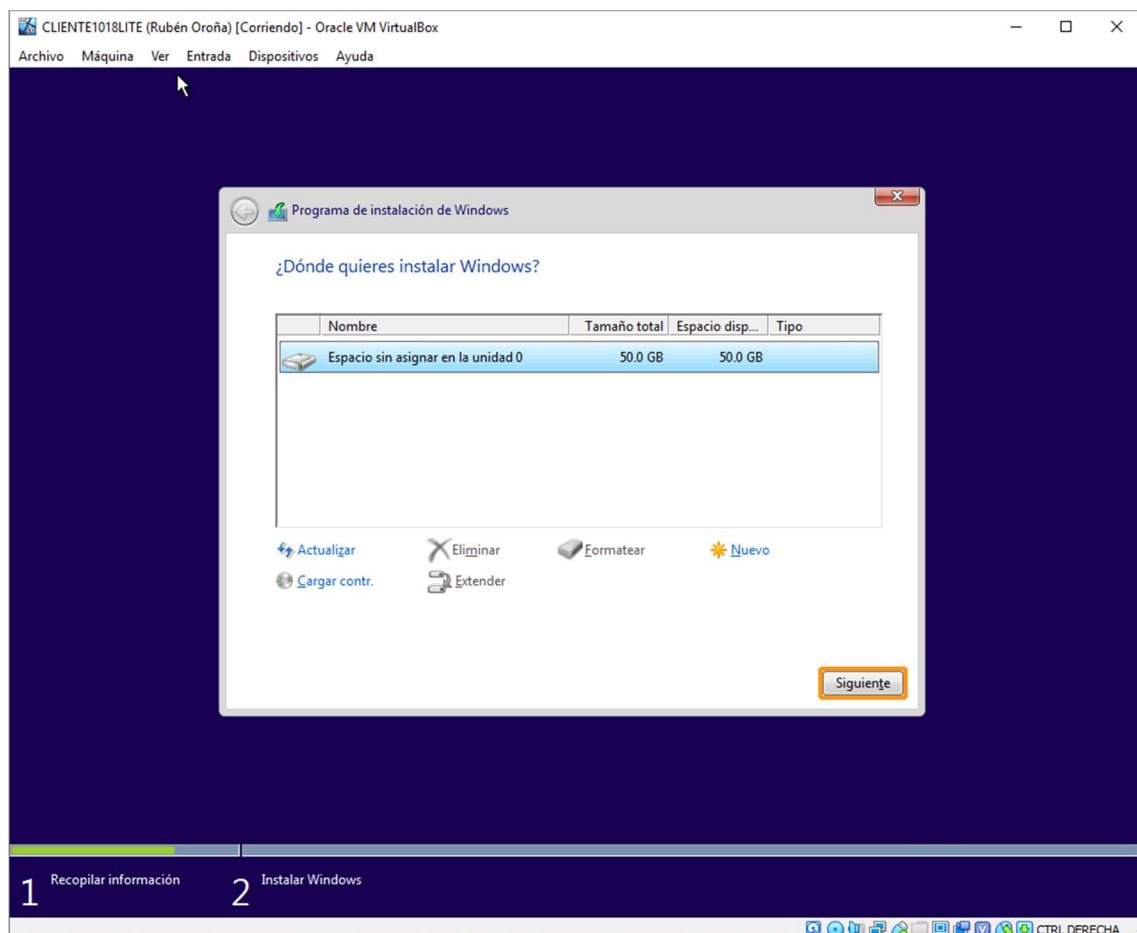 CLIENTE1018LITE (Rubén Oroña) [Corriendo] - Oracle VM VirtualBox
Archivo Máquina Ver Entrada Dispositivos Ayuda
Programa de instalación de Windows
¿Dónde quieres instalar Windows?
Nombre Tamaño total Espacio disp... Tipo
Espacio sin asignar en la unidad 0 50.0 GB 50.0 GB
Actualizar Eliminar Formatear Nuevo
Cargar contr. Extender
Siguiente
1 Recopilar información 2 Instalar Windows
CTRL DERECHA